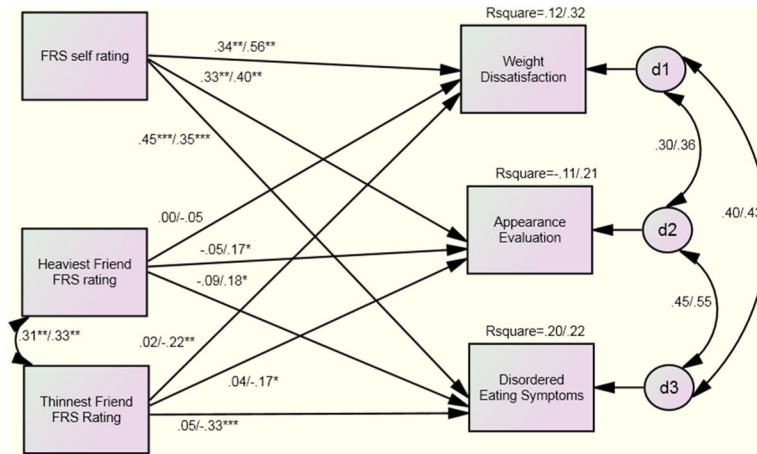 Rsquare=.12/.32
FRS self rating
.34**/.56**
Weight
Dissatisfaction
d1
.33**/.40**
.45***/.35***
.30/.36
Rsquare=-.11/.21
.00/-.05
Appearance
Evaluation
d2
.40/.43
-.05/.17*
Heaviest Friend
FRS rating
-.09/.18*
.45/.55
.31**/.33**
.02/-.22**
Rsquare=.20/.22
.04/-.17*
Thinnest Friend
FRS Rating
Disordered
Eating Symptoms
d3
.05/-.33***